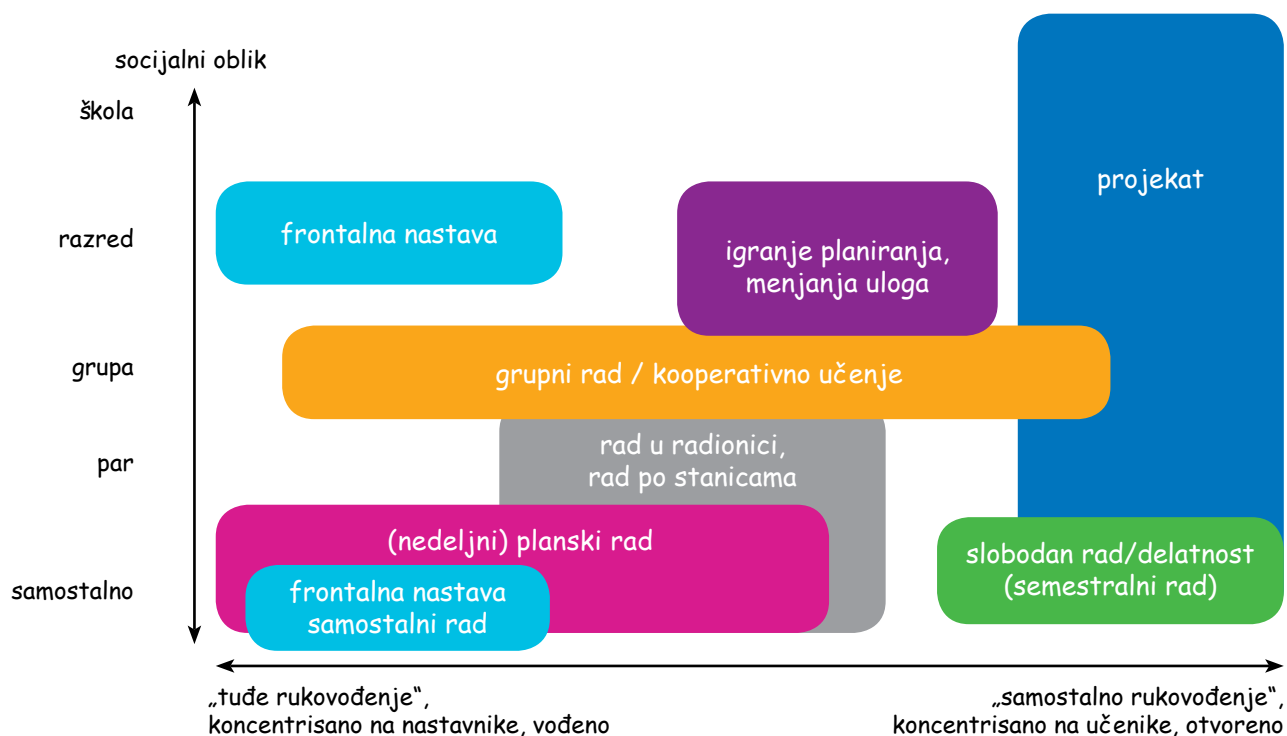 socijalni oblik
škola
razred
grupa
par
samostalno
frontalna nastava
igranje planiranja,
menjanja uloga
projekat
grupni rad / kooperativno učenje
rad u radionici,
rad po stanicama
(nedeljni) planski rad
frontalna nastava
samostalni rad
slobodan rad/delatnost
(semestralni rad)
„tuđe rukovođenje“,
koncentrisano na nastavnike, vođeno
„samostalno rukovođenje“,
koncentrisano na učenike, otvoreno